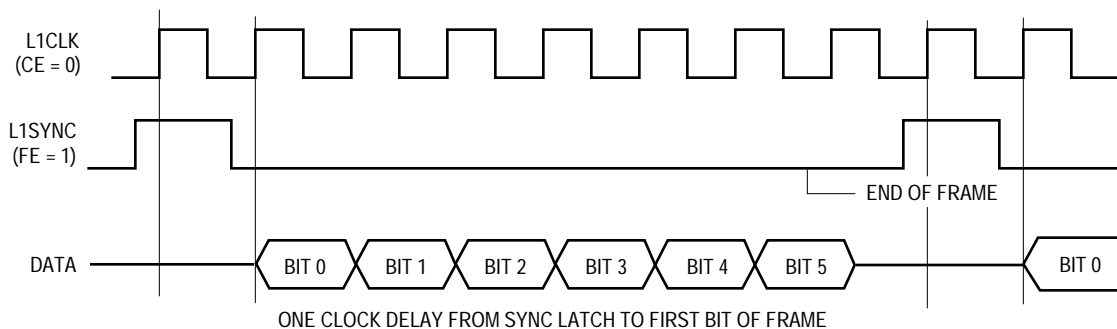 L1CLK
(CE = 0)
L1SYNC
(FE = 1)
END OF FRAME
DATA
BIT 0
BIT 1
BIT 2
BIT 3
BIT 4
BIT 5
BIT 0
ONE CLOCK DELAY FROM SYNC LATCH TO FIRST BIT OF FRAME